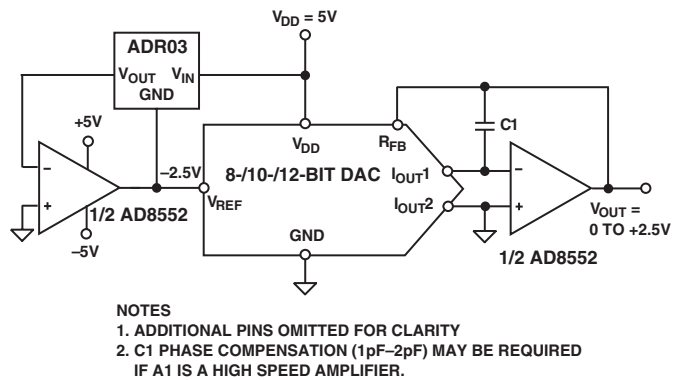 V_DD = 5V
ADR03
V_OUT V_IN
GND
+5V
−
+
−5V
1/2 AD8552
−2.5V
V_REF
V_DD
8-/10-/12-BIT DAC
GND
R_FB
I_OUT1
I_OUT2
C1
−
+
1/2 AD8552
V_OUT =
0 TO +2.5V
NOTES
1. ADDITIONAL PINS OMITTED FOR CLARITY
2. C1 PHASE COMPENSATION (1pF–2pF) MAY BE REQUIRED
IF A1 IS A HIGH SPEED AMPLIFIER.